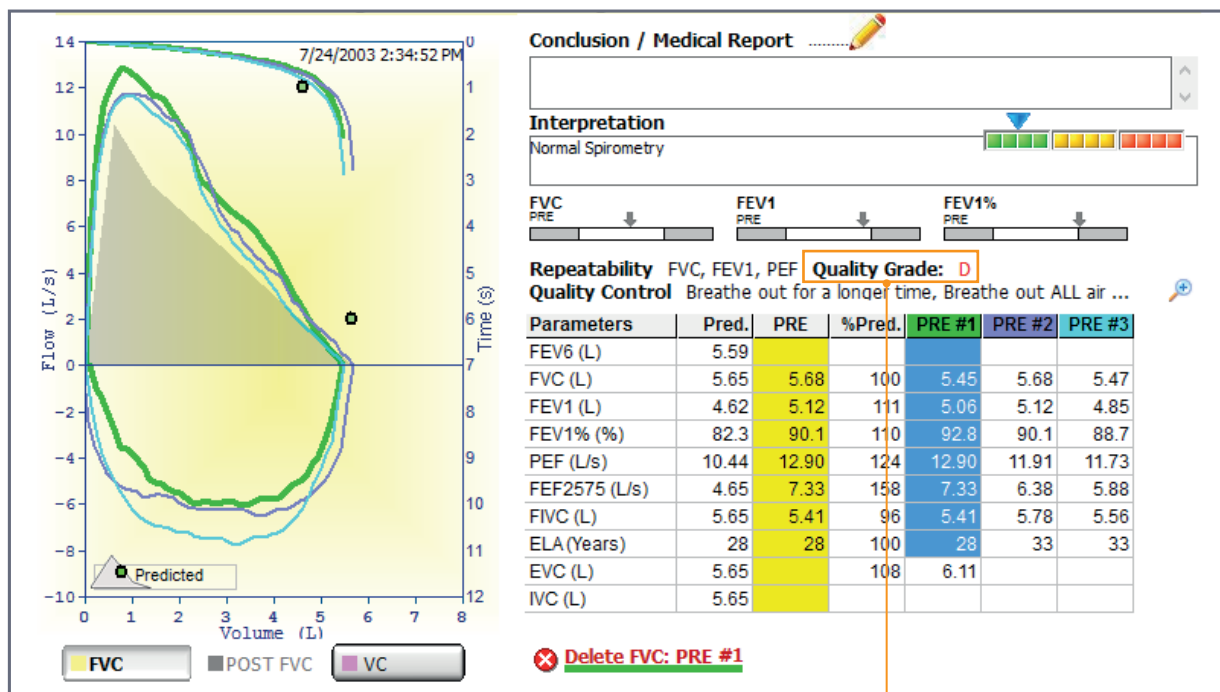 7/24/2003 2:34:52 PM
14
12
10
8
6
4
2
0
-2
-4
-6
-8
-10
Flow (L/s)
0
1
2
3
4
5
6
7
8
9
10
11
12
Time (s)
Predicted
0 1 2 3 4 5 6 7 8
Volume (L)
FVC POST FVC VC
Conclusion / Medical Report ........
Interpretation
Normal Spirometry
FVC FEV1 FEV1%
PRE PRE PRE
Repeatability FVC, FEV1, PEF Quality Grade: D
Quality Control Breathe out for a longer time, Breathe out ALL air ...
Parameters Pred. PRE %Pred. PRE #1 PRE #2 PRE #3
FEV6 (L) 5.59
FVC (L) 5.65 5.68 100 5.45 5.68 5.47
FEV1 (L) 4.62 5.12 111 5.06 5.12 4.85
FEV1% (%) 82.3 90.1 110 92.8 90.1 88.7
PEF (L/s) 10.44 12.90 124 12.90 11.91 11.73
FEF2575 (L/s) 4.65 7.33 158 7.33 6.38 5.88
FIVC (L) 5.65 5.41 96 5.41 5.78 5.56
ELA (Years) 28 28 100 28 33 33
EVC (L) 5.65 108 6.11
IVC (L) 5.65
Delete FVC: PRE #1